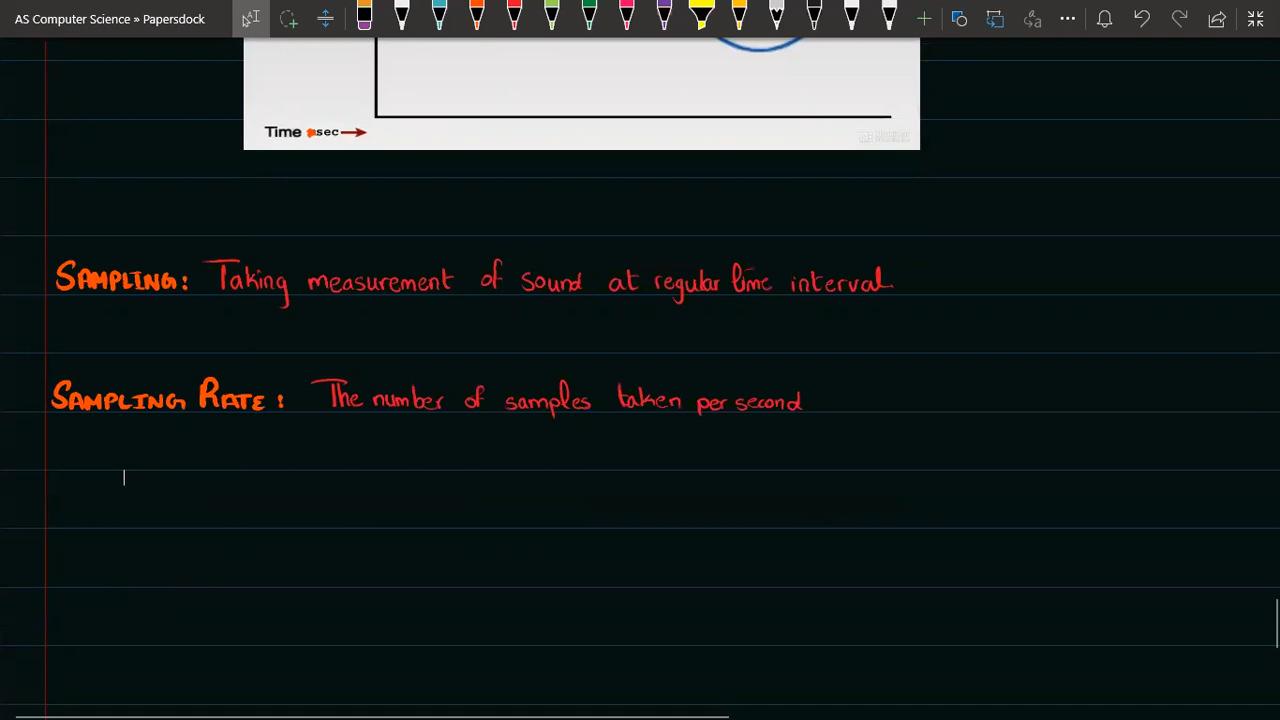 AS Computer Science » Papersdock
Time sec
SAMPLING: Taking measurement of sound at regular time interval.
SAMPLING RATE: The number of samples taken per second